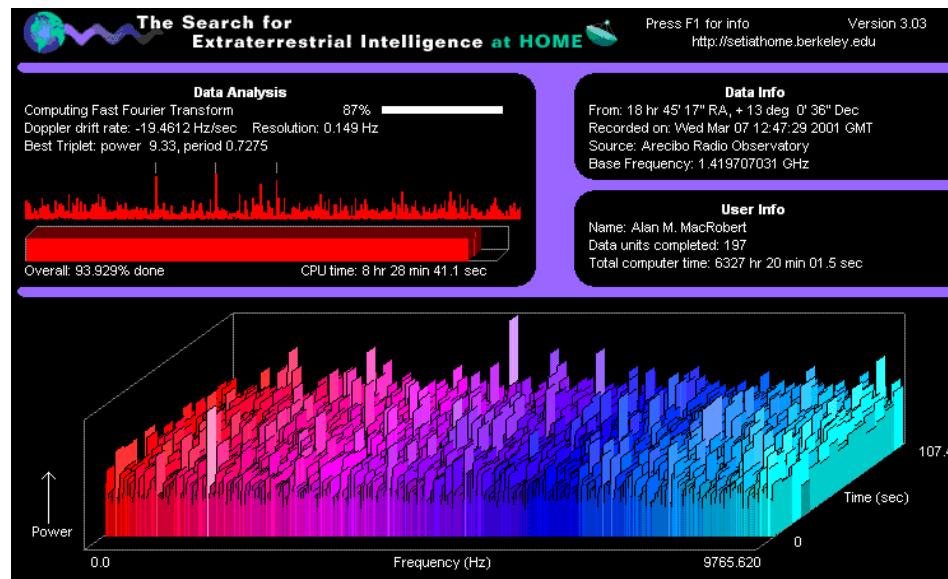 The Search for
Extraterrestrial Intelligence at HOME
Press F1 for info Version 3.03
http://setiathome.berkeley.edu
Data Analysis
Computing Fast Fourier Transform 87%
Doppler drift rate: -19.4612 Hz/sec Resolution: 0.149 Hz
Best Triplet: power 9.33, period 0.7275
Overall: 93.929% done CPU time: 8 hr 28 min 41.1 sec
Data Info
From: 18 hr 45' 17" RA, + 13 deg 0' 36" Dec
Recorded on: Wed Mar 07 12:47:29 2001 GMT
Source: Arecibo Radio Observatory
Base Frequency: 1.419707031 GHz
User Info
Name: Alan M. MacRobert
Data units completed: 197
Total computer time: 6327 hr 20 min 01.5 sec
107.4
Time (sec)
Power
0
0.0 Frequency (Hz) 9765.620